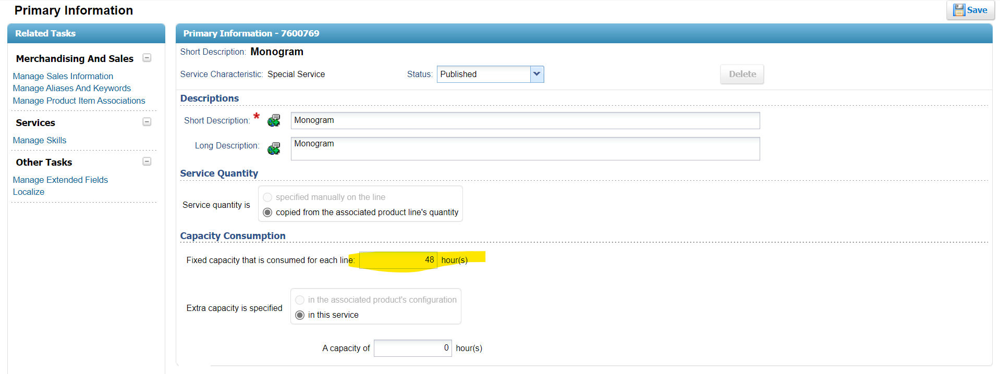 Primary Information
Save
Related Tasks
Merchandising And Sales
Manage Sales Information
Manage Aliases And Keywords
Manage Product Item Associations
Services
Manage Skills
Other Tasks
Manage Extended Fields
Localize
Primary Information - 7600769
Short Description: Monogram
Service Characteristic: Special Service Status: Published Delete
Descriptions
Short Description: * Monogram
Long Description: Monogram
Service Quantity
Service quantity is
specified manually on the line
copied from the associated product line's quantity
Capacity Consumption
Fixed capacity that is consumed for each line: 48 hour(s)
Extra capacity is specified
in the associated product's configuration
in this service
A capacity of 0 hour(s)